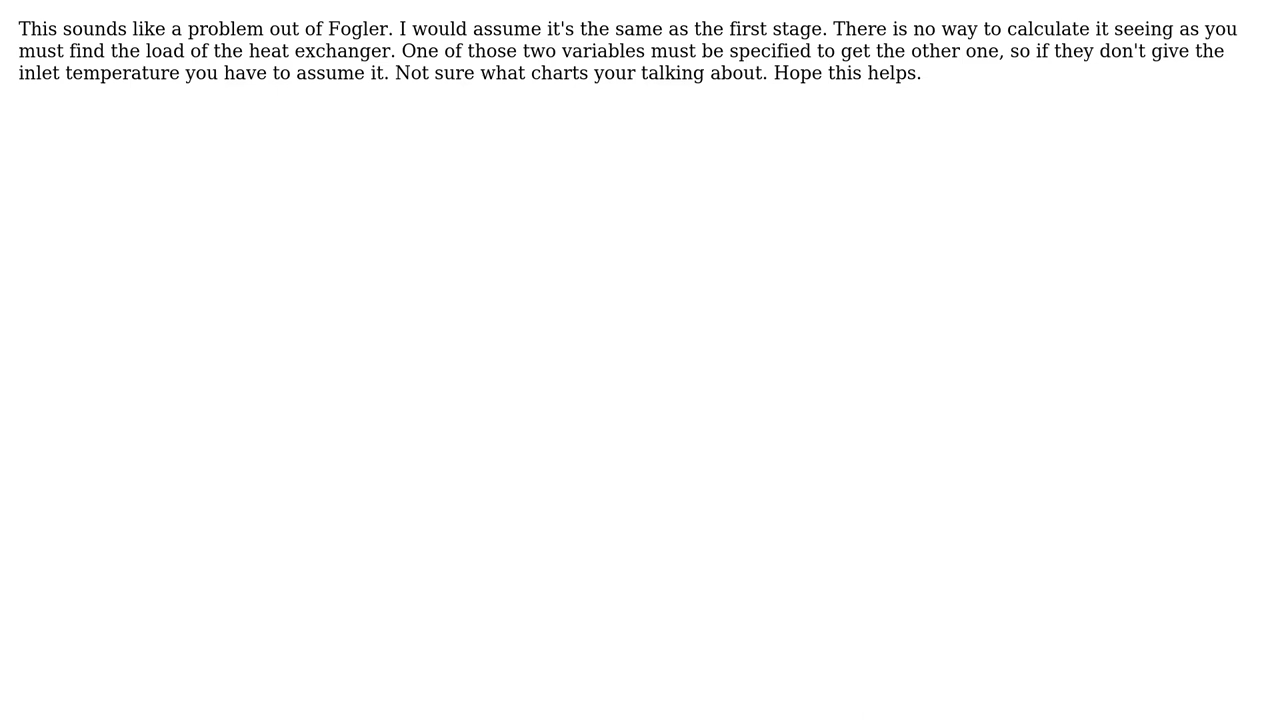 This sounds like a problem out of Fogler. I would assume it's the same as the first stage. There is no way to calculate it seeing as you
must find the load of the heat exchanger. One of those two variables must be specified to get the other one, so if they don't give the
inlet temperature you have to assume it. Not sure what charts your talking about. Hope this helps.